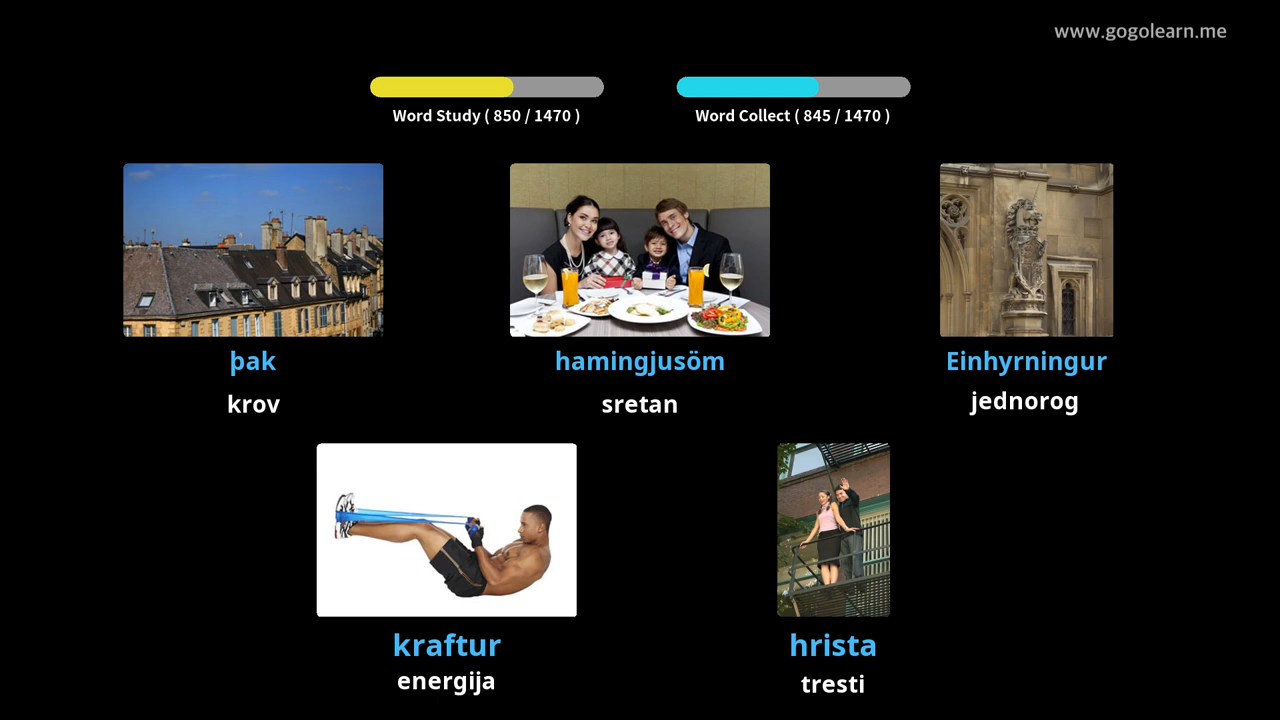 www.gogolearn.me
Word Study ( 850 / 1470 )
Word Collect ( 845 / 1470 )
þak
hamingjusöm
Einhyrningur
krov
sretan
jednorog
kraftur
hrista
energija
tresti